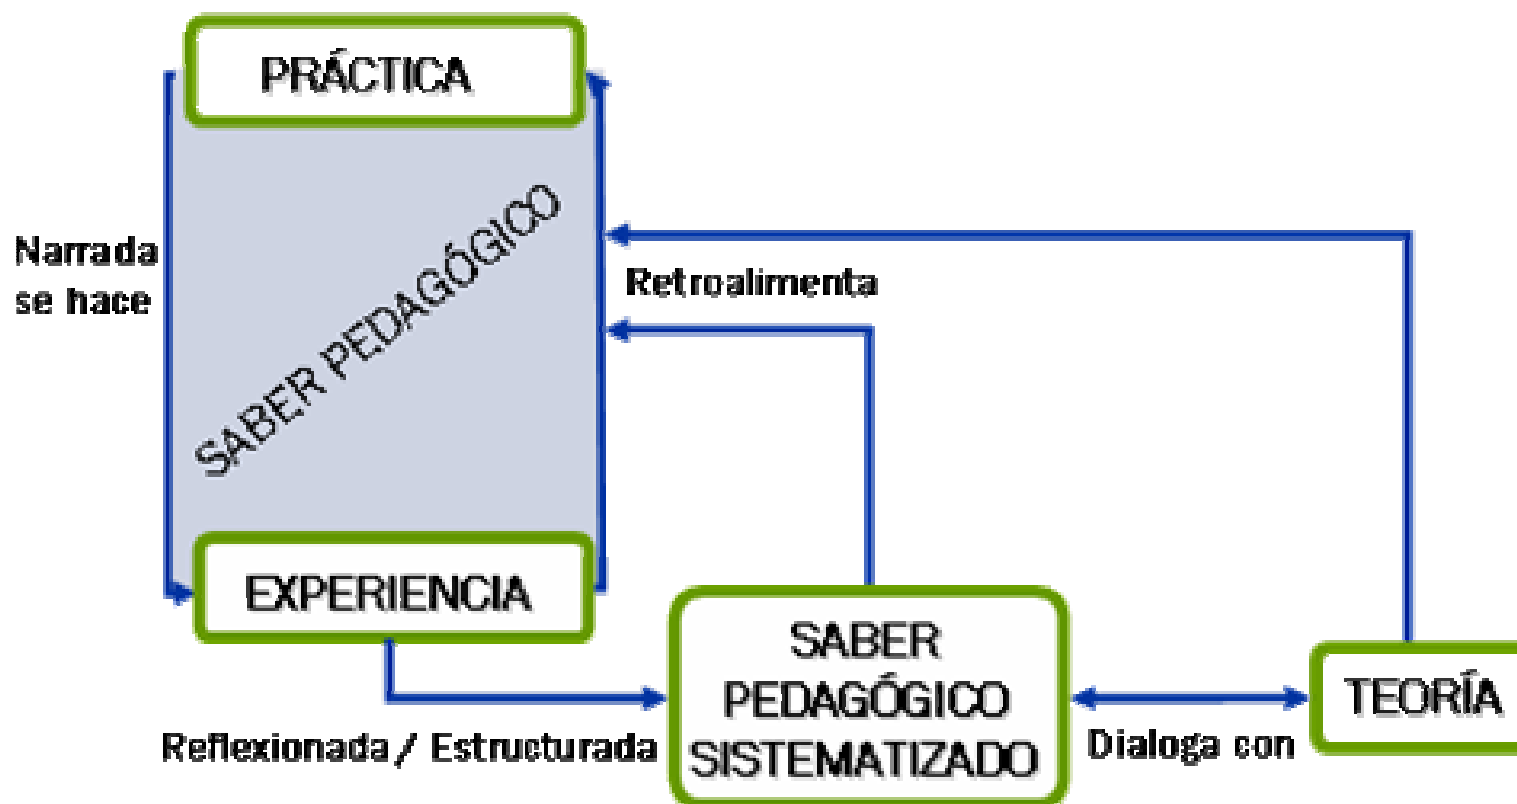 PRÁCTICA
SABER PEDAGÓGICO
Narrada
se hace
Retroalimenta
EXPERIENCIA
Reflexionada / Estructurada
SABER
PEDAGÓGICO
SISTEMATIZADO
Dialoga con
TEORÍA